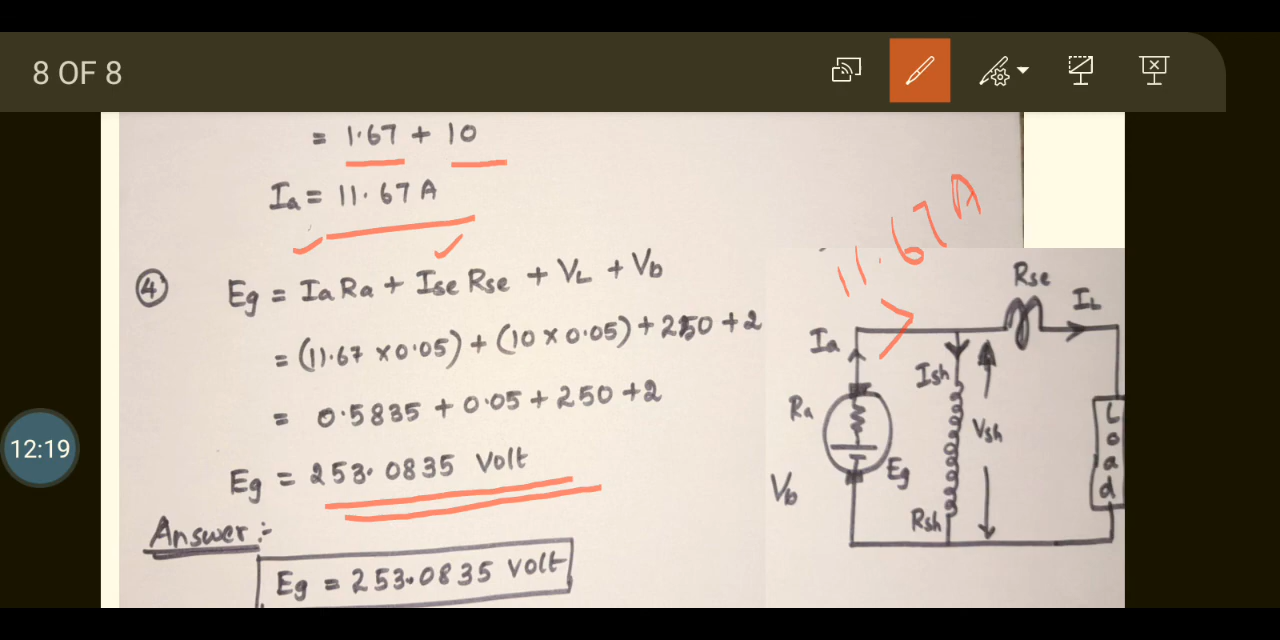 8 OF 8
= 1.67 + 10
Ia = 11.67 A
11.67 A
④ Eg = Ia Ra + Ise Rse + VL + Vb
= (11.67 x 0.05) + (10 x 0.05) + 250 + 2
= 0.5835 + 0.05 + 250 + 2
Eg = 253.0835 Volt
Answer :-
Eg = 253.0835 Volt
Rse
IL
Ia
Ish
Ra
Vsh
Load
Eg
Vb
Rsh
12:19